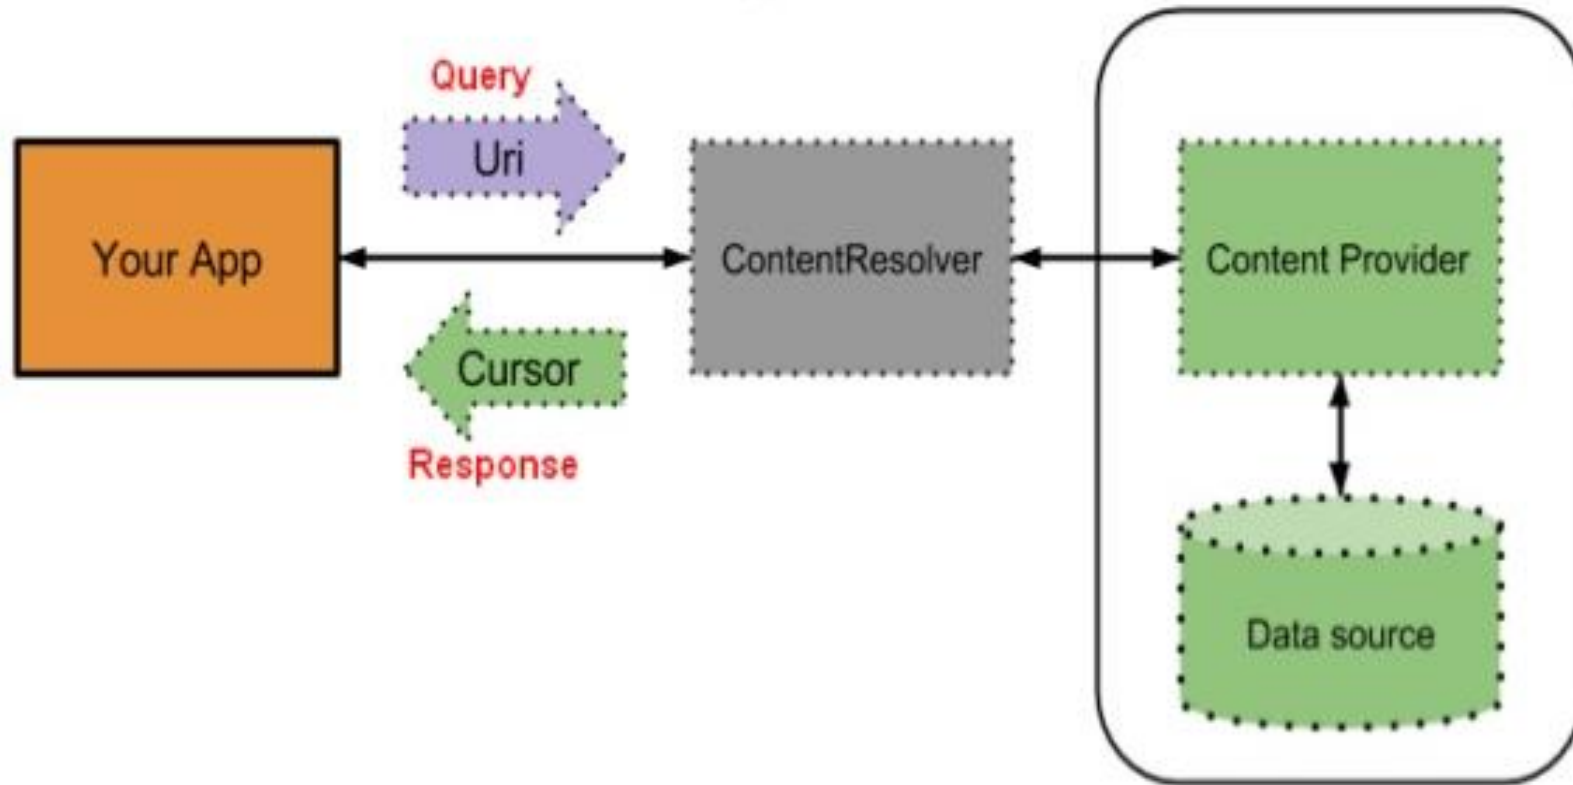 Query
Uri
Your App
ContentResolver
Content Provider
Cursor
Response
Data source